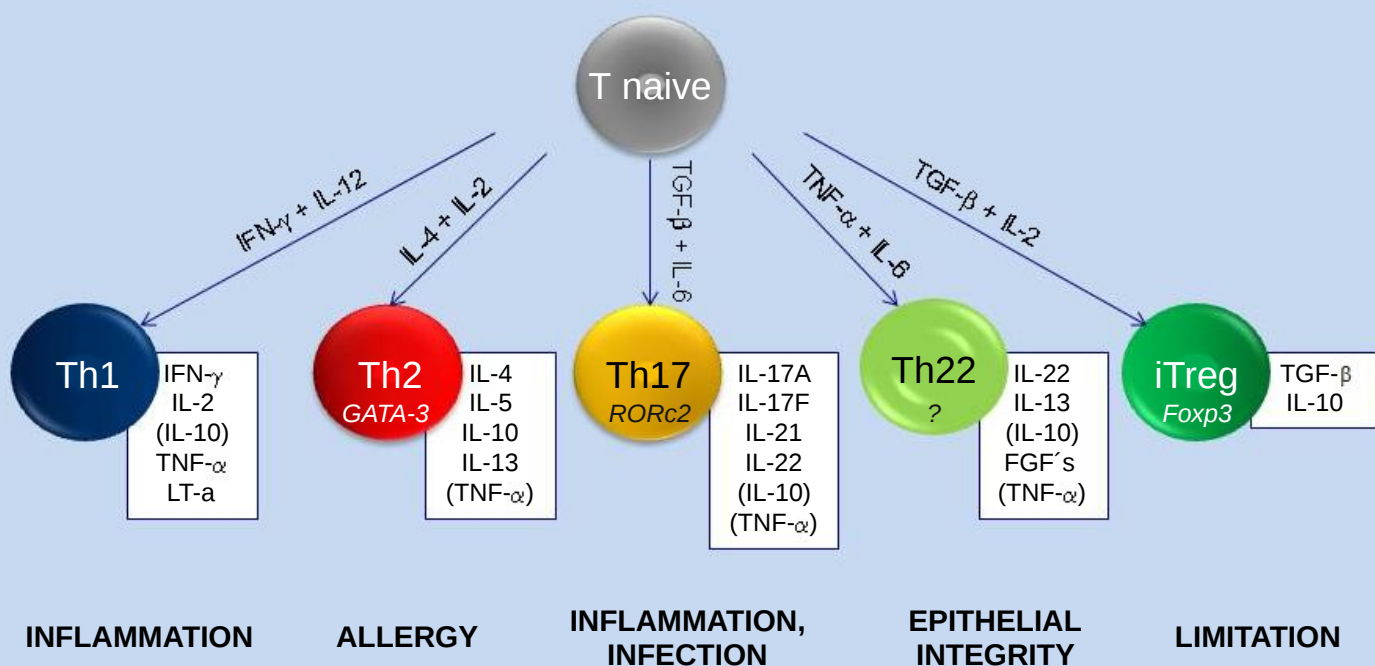 T naive
IFN-γ + IL-12
IL-4 + IL-2
TGF-β + IL-6
TNF-α + IL-6
TGF-β + IL-2
Th1
IFN-γ
IL-2
(IL-10)
TNF-α
LT-a
Th2
GATA-3
IL-4
IL-5
IL-10
IL-13
(TNF-α)
Th17
RORc2
IL-17A
IL-17F
IL-21
IL-22
(IL-10)
(TNF-α)
Th22
?
IL-22
IL-13
(IL-10)
FGF´s
(TNF-α)
iTreg
Foxp3
TGF-β
IL-10
INFLAMMATION
ALLERGY
INFLAMMATION,
INFECTION
EPITHELIAL
INTEGRITY
LIMITATION